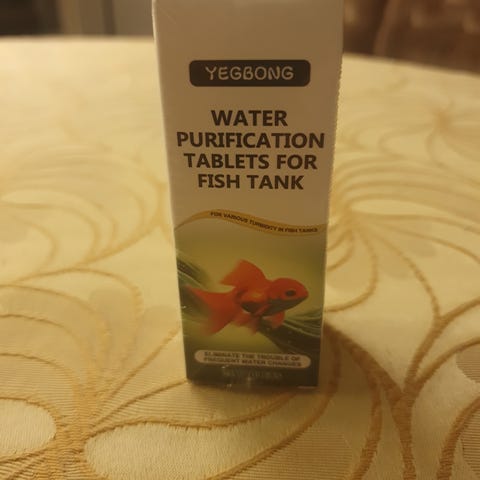 YEGBONG
WATER
PURIFICATION
TABLETS FOR
FISH TANK
FOR VARIOUS TURBIDITY IN FISH TANKS
ELIMINATE THE TROUBLE OF
FREQUENT WATER CHANGES